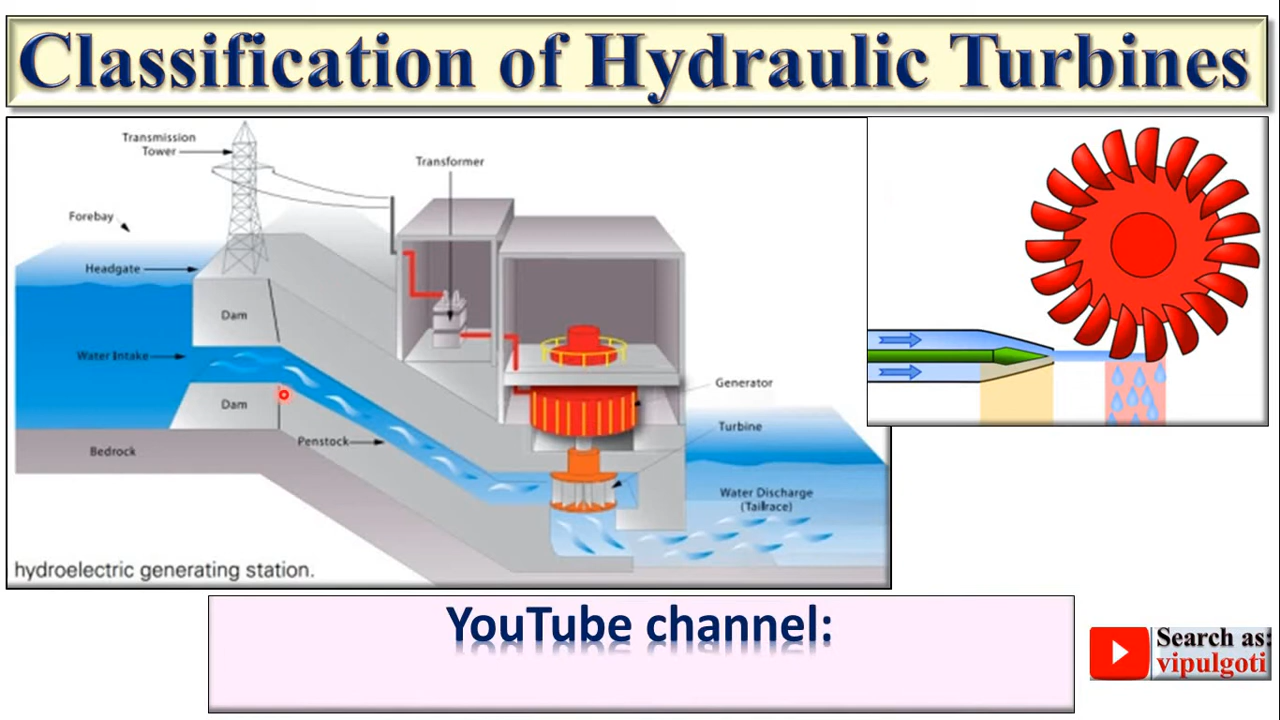 Classification of Hydraulic Turbines
Transmission
Tower
Transformer
Forebay
Headgate
Dam
Water Intake
Generator
Dam
Turbine
Penstock
Bedrock
Water Discharge
(Tailrace)
hydroelectric generating station.
YouTube channel:
Search as:
vipulgoti